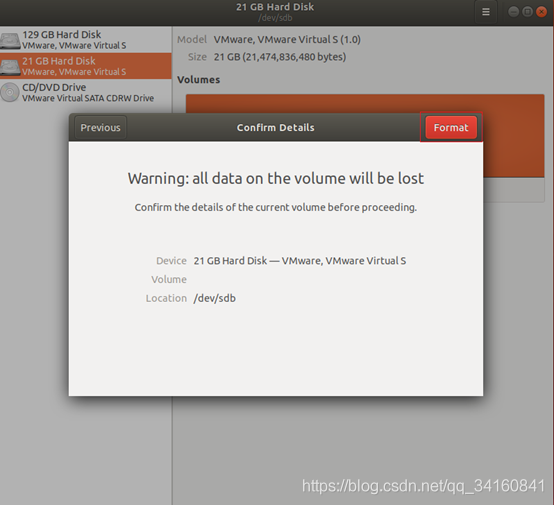 21 GB Hard Disk
/dev/sdb
129 GB Hard Disk
VMware, VMware Virtual S
21 GB Hard Disk
VMware, VMware Virtual S
CD/DVD Drive
VMware Virtual SATA CDRW Drive
Model VMware, VMware Virtual S (1.0)
Size 21 GB (21,474,836,480 bytes)
Volumes
Previous
Confirm Details
Format
Warning: all data on the volume will be lost
Confirm the details of the current volume before proceeding.
Device 21 GB Hard Disk — VMware, VMware Virtual S
Volume
Location /dev/sdb
https://blog.csdn.net/qq_34160841